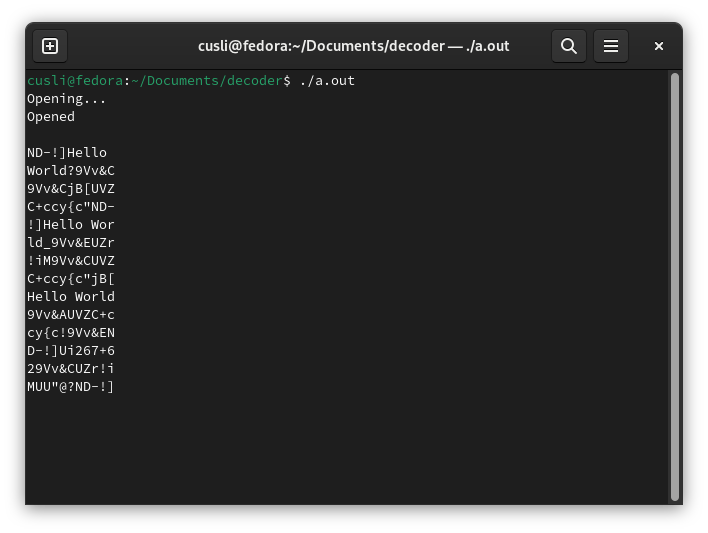 cusli@fedora:~/Documents/decoder — ./a.out
cusli@fedora:~/Documents/decoder$ ./a.out
Opening...
Opened
ND-!]Hello
World?9Vv&C
9Vv&CjB[UVZ
C+ccy{c"ND-
!]Hello Wor
ld_9Vv&EUZr
!iM9Vv&CUVZ
C+ccy{c"jB[
Hello World
9Vv&AUVZC+c
cy{c!9Vv&EN
D-!]Ui267+6
29Vv&CUZr!i
MUU"@?ND-!]